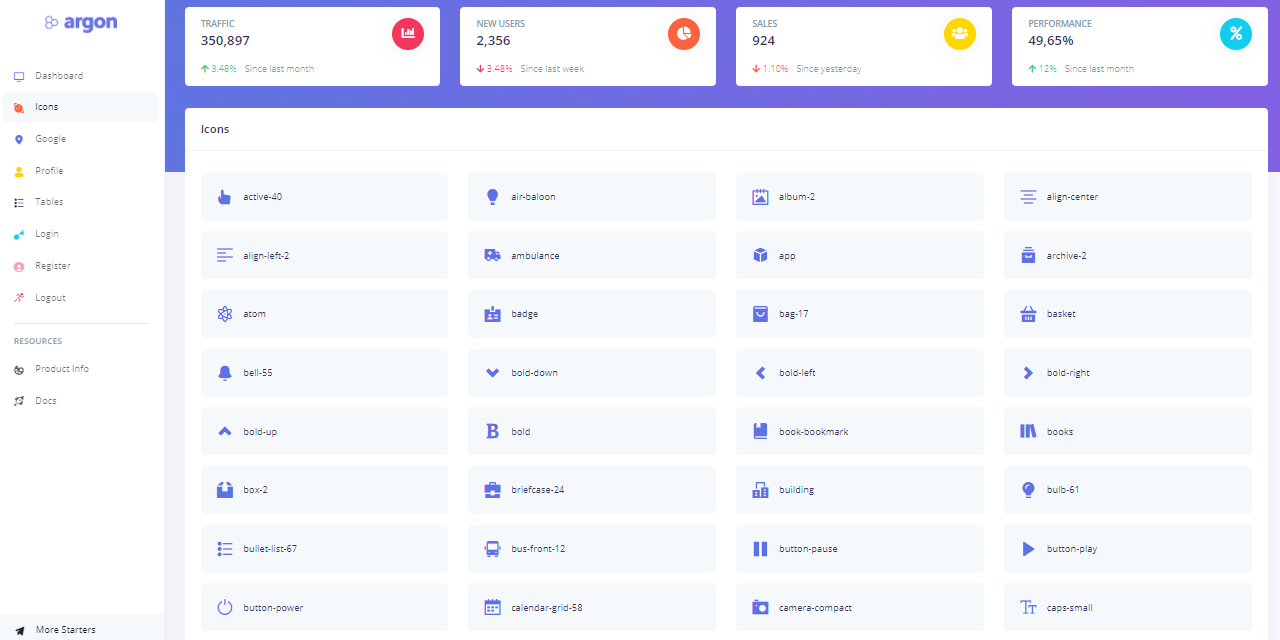 argon
Dashboard
Icons
Google
Profile
Tables
Login
Register
Logout
RESOURCES
Product Info
Docs
More Starters
TRAFFIC
350,897
3.48% Since last month
NEW USERS
2,356
3.48% Since last week
SALES
924
1.10% Since yesterday
PERFORMANCE
49,65%
12% Since last month
Icons
active-40
air-baloon
album-2
align-center
align-left-2
ambulance
app
archive-2
atom
badge
bag-17
basket
bell-55
bold-down
bold-left
bold-right
bold-up
bold
book-bookmark
books
box-2
briefcase-24
building
bulb-61
bullet-list-67
bus-front-12
button-pause
button-play
button-power
calendar-grid-58
camera-compact
caps-small